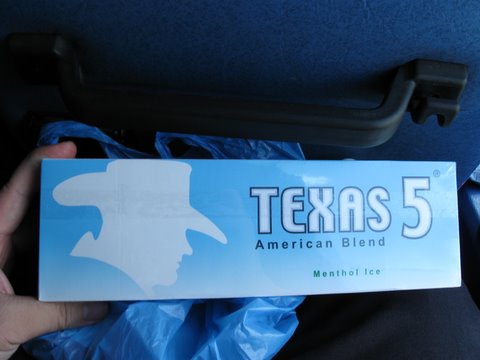 TEXAS 5®
American Blend
Menthol Ice